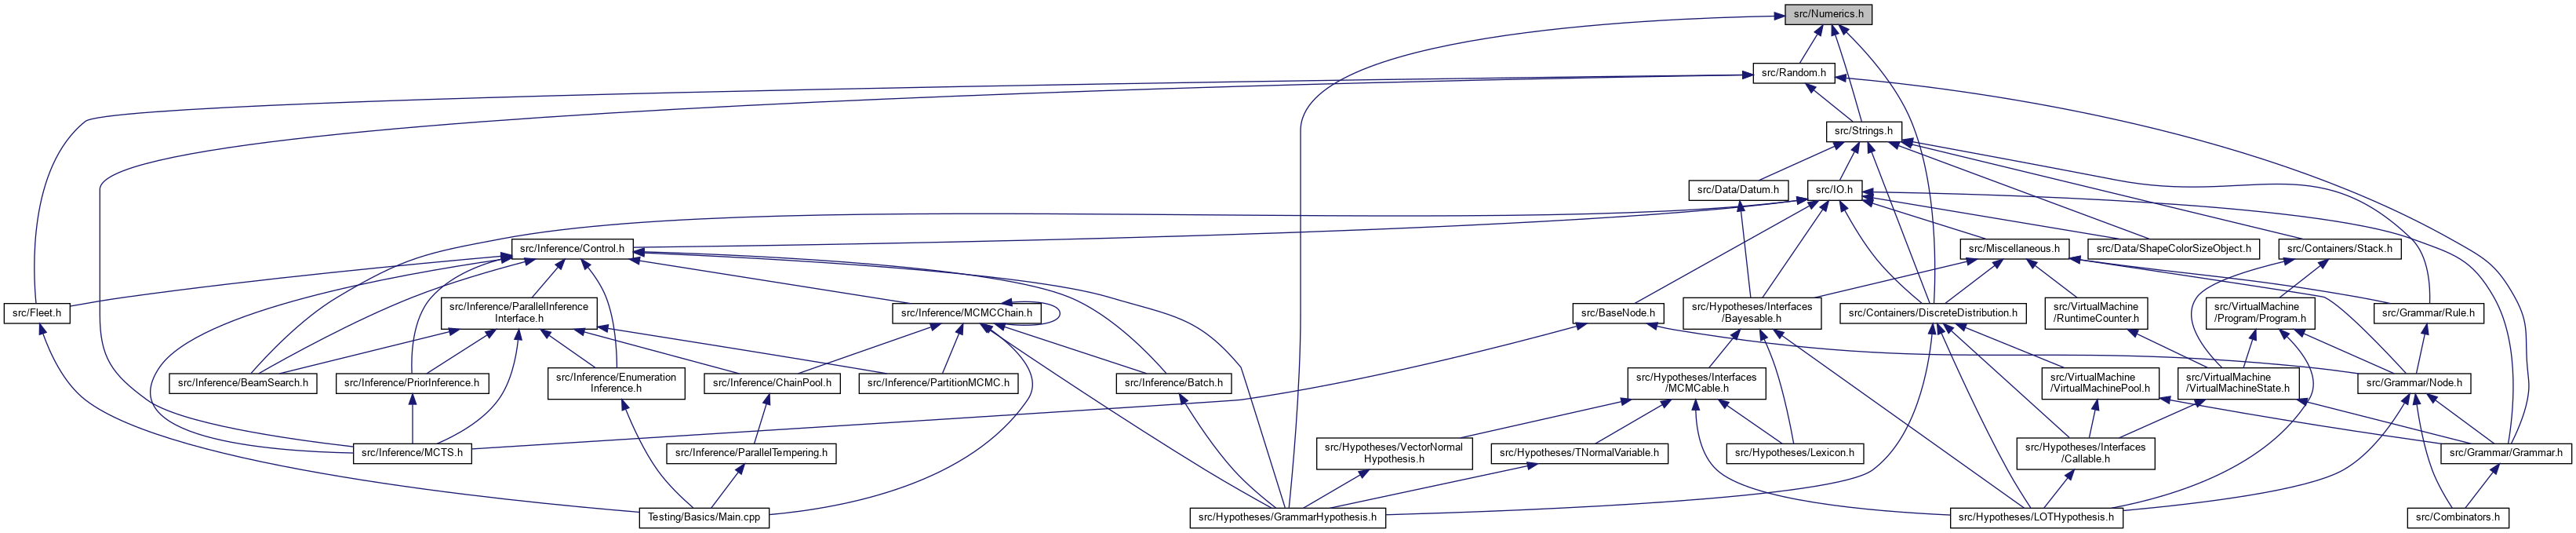 src/Numerics.h
src/Random.h
src/Strings.h
src/Data/Datum.h
src/IO.h
src/Inference/Control.h
src/Miscellaneous.h
src/Data/ShapeColorSizeObject.h
src/Containers/Stack.h
src/Fleet.h
src/Inference/ParallelInference
Interface.h
src/Inference/MCMCChain.h
src/BaseNode.h
src/Hypotheses/Interfaces
/Bayesable.h
src/Containers/DiscreteDistribution.h
src/VirtualMachine
/RuntimeCounter.h
src/VirtualMachine
/Program/Program.h
src/Grammar/Rule.h
src/Inference/BeamSearch.h
src/Inference/PriorInference.h
src/Inference/Enumeration
Inference.h
src/Inference/ChainPool.h
src/Inference/PartitionMCMC.h
src/Inference/Batch.h
src/Hypotheses/Interfaces
/MCMCable.h
src/VirtualMachine
/VirtualMachinePool.h
src/VirtualMachine
/VirtualMachineState.h
src/Grammar/Node.h
src/Inference/MCTS.h
src/Inference/ParallelTempering.h
src/Hypotheses/VectorNormal
Hypothesis.h
src/Hypotheses/TNormalVariable.h
src/Hypotheses/Lexicon.h
src/Hypotheses/Interfaces
/Callable.h
src/Grammar/Grammar.h
Testing/Basics/Main.cpp
src/Hypotheses/GrammarHypothesis.h
src/Hypotheses/LOTHypothesis.h
src/Combinators.h